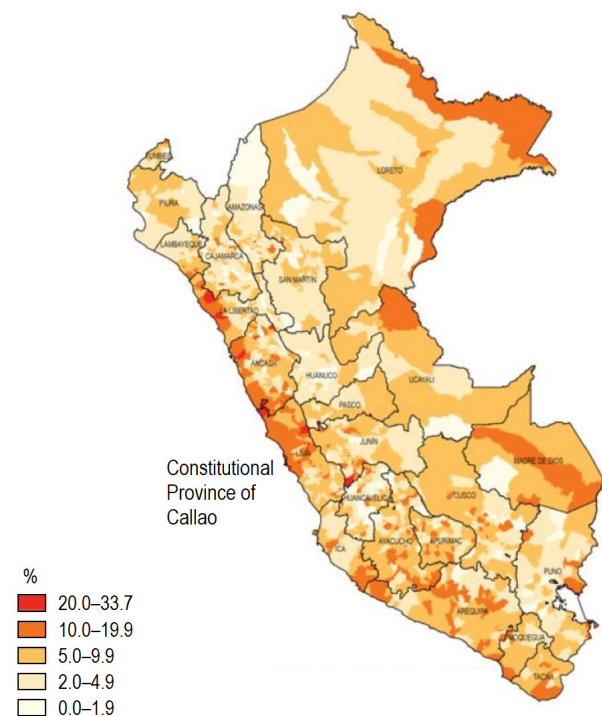 TUMBES
PIURA
LORETO
AMAZONAS
LAMBAYEQUE
CAJAMARCA
SAN MARTIN
LA LIBERTAD
ANCASH
HUÁNUCO
UCAYALI
PASCO
JUNÍN
LIMA
MADRE DE DIOS
Constitutional
Province of
Callao
HUANCAVELICA
CUSCO
AYACUCHO
APURIMAC
ICA
PUNO
AREQUIPA
MOQUEGUA
TACNA
%
20.0–33.7
10.0–19.9
5.0–9.9
2.0–4.9
0.0–1.9